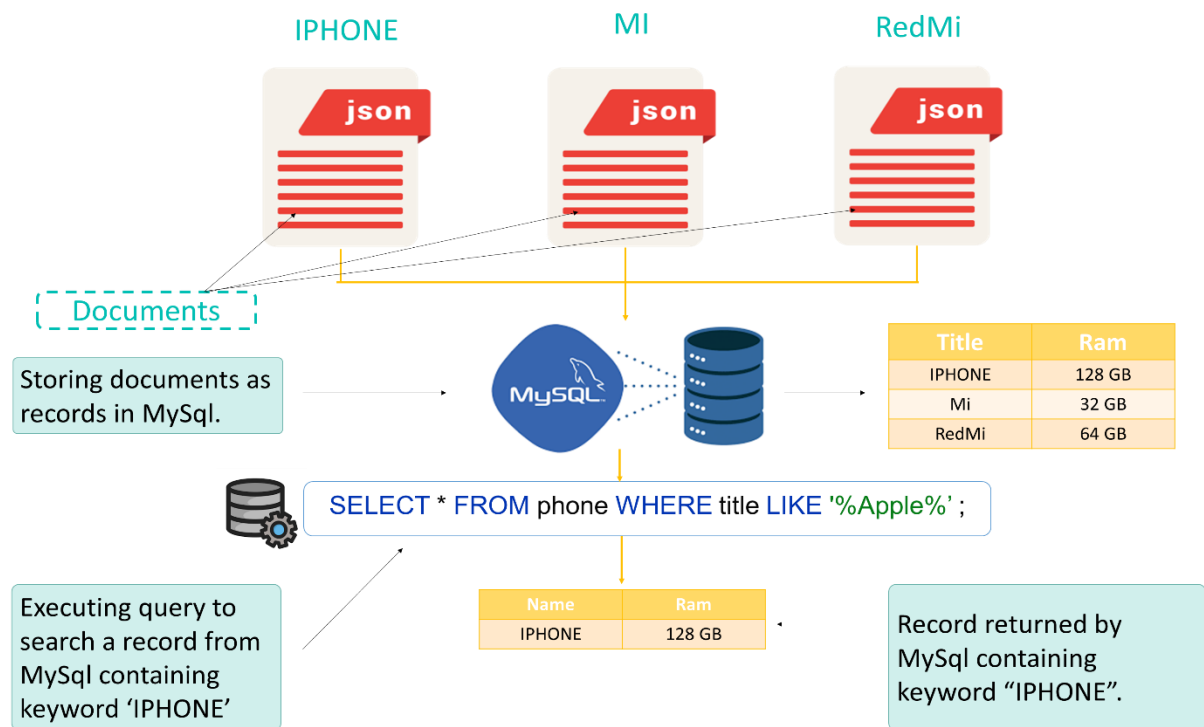 IPHONE
MI
RedMi
json
json
json
Documents
Storing documents as
records in MySql.
MySQL™
Title Ram
IPHONE 128 GB
Mi 32 GB
RedMi 64 GB
SELECT * FROM phone WHERE title LIKE '%Apple%’ ;
Executing query to
search a record from
MySql containing
keyword ‘IPHONE’
Name Ram
IPHONE 128 GB
Record returned by
MySql containing
keyword “IPHONE”.